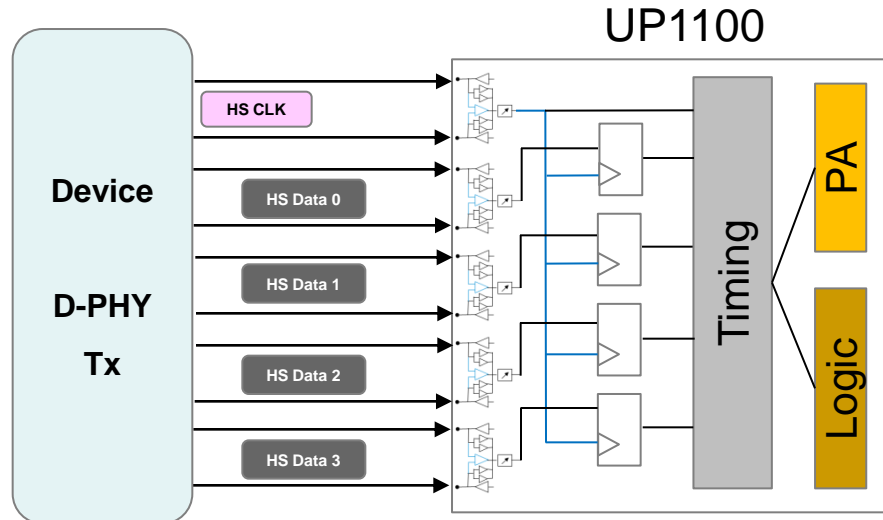 UP1100
HS CLK
Device
D-PHY
Tx
HS Data 0
HS Data 1
HS Data 2
HS Data 3
Timing
PA
Logic